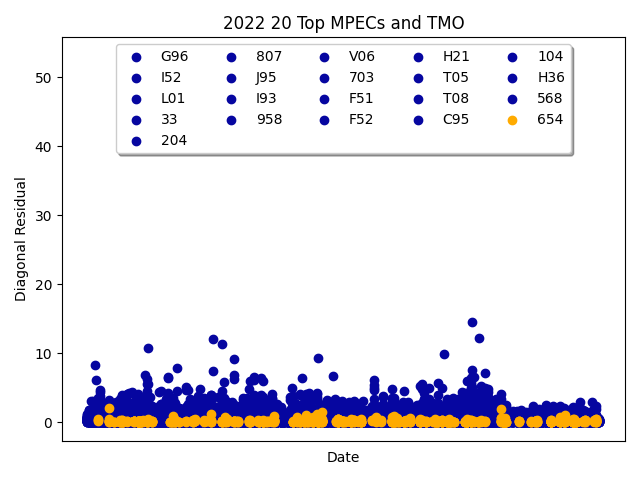 2022 20 Top MPECs and TMO
G96 807 V06 H21 104
I52 J95 703 T05 H36
L01 I93 F51 T08 568
33 958 F52 C95 654
204
50
40
30
20
10
0
Diagonal Residual
Date